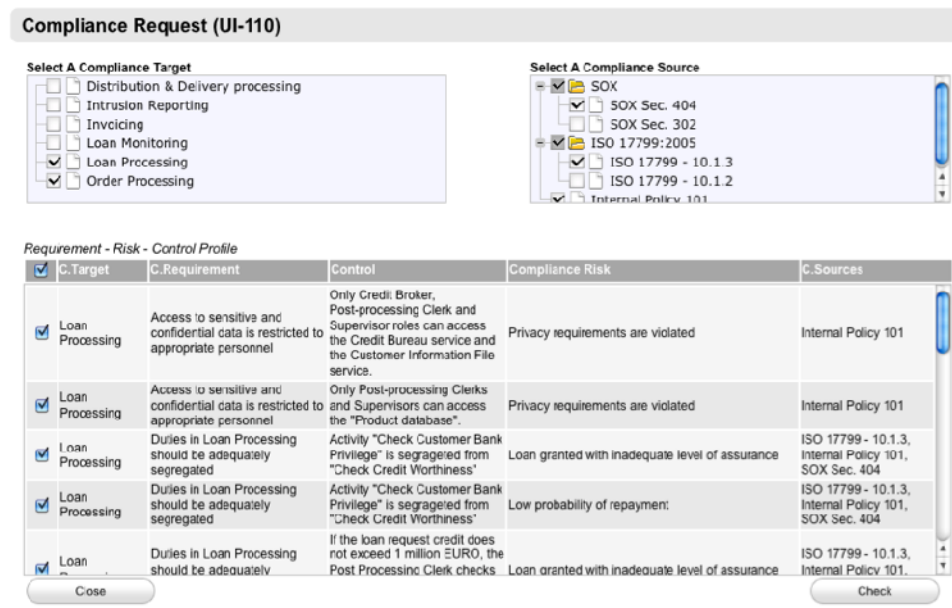 Compliance Request (UI-110)
Select A Compliance Target
Distribution & Delivery processing
Intrusion Reporting
Invoicing
Loan Monitoring
Loan Processing
Order Processing
Select A Compliance Source
SOX
SOX Sec. 404
SOX Sec. 302
ISO 17799:2005
ISO 17799 - 10.1.3
ISO 17799 - 10.1.2
Internal Policy 101
Requirement - Risk - Control Profile
C.Target C.Requirement Control Compliance Risk C.Sources
Loan
Processing
Access to sensitive and
confidential data is restricted to
appropriate personnel
Only Credit Broker,
Post-processing Clerk and
Supervisor roles can access
the Credit Bureau service and
the Customer Information File
service.
Privacy requirements are violated
Internal Policy 101
Loan
Processing
Access to sensitive and
confidential data is restricted to
appropriate personnel
Only Post-processing Clerks
and Supervisors can access
the "Product database".
Privacy requirements are violated
Internal Policy 101
Loan
Processing
Duties in Loan Processing
should be adequately
segregated
Activity "Check Customer Bank
Privilege" is segrageted from
"Check Credit Worthiness"
Loan granted with inadequate level of assurance
ISO 17799 - 10.1.3,
Internal Policy 101,
SOX Sec. 404
Loan
Processing
Duties in Loan Processing
should be adequately
segregated
Activity "Check Customer Bank
Privilege" is segrageted from
"Check Credit Worthiness"
Low probability of repayment
ISO 17799 - 10.1.3,
Internal Policy 101,
SOX Sec. 404
Loan
Duties in Loan Processing
should be adequately
If the loan request credit does
not exceed 1 million EURO, the
Post Processing Clerk checks
Loan granted with inadequate level of assurance
ISO 17799 - 10.1.3,
Internal Policy 101,
Close
Check